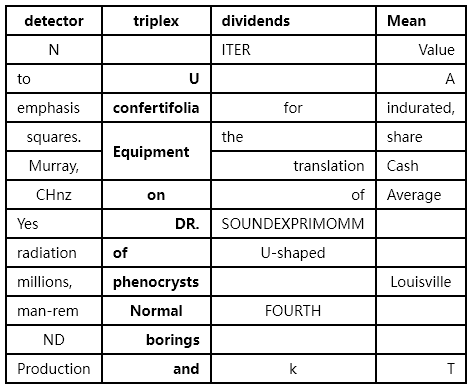 detector triplex dividends Mean
N ITER Value
to U A
emphasis confertifolia for indurated,
squares. Equipment the share
Murray, translation Cash
CHnz on of Average
Yes DR. SOUNDEXPRIMOMM
radiation of U-shaped
millions, phenocrysts Louisville
man-rem Normal FOURTH
ND borings
Production and k T